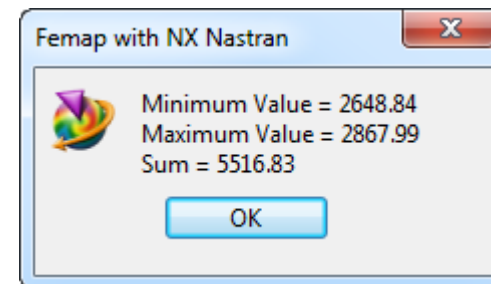 Femap with NX Nastran
Minimum Value = 2648.84
Maximum Value = 2867.99
Sum = 5516.83
OK